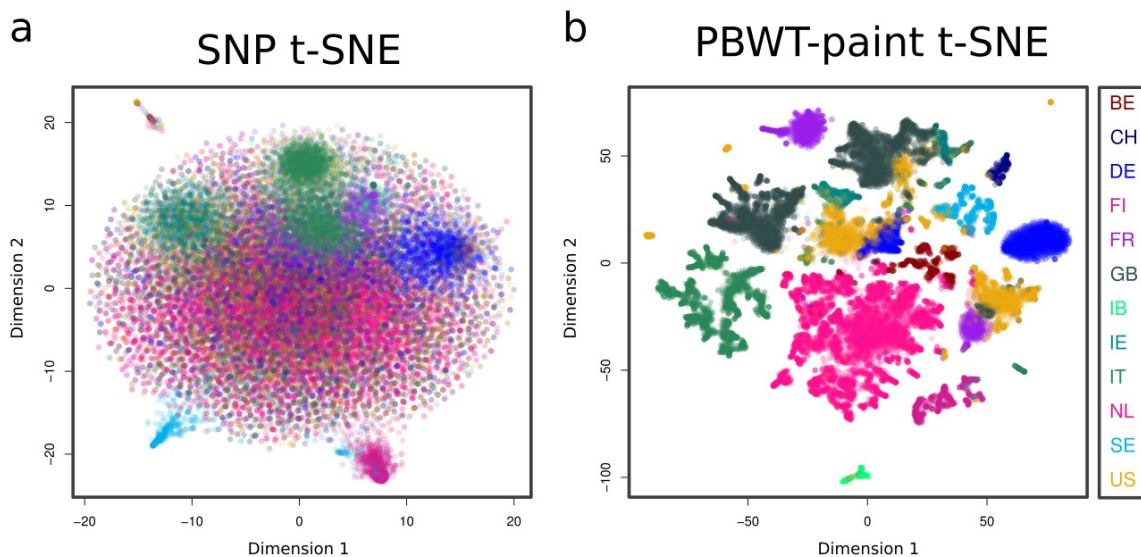 a
SNP t-SNE
b
PBWT-paint t-SNE
20
10
0
−10
−20
Dimension 2
−20
−10
0
10
20
Dimension 1
50
0
−50
−100
Dimension 2
−50
0
50
Dimension 1
BE
CH
DE
FI
FR
GB
IB
IE
IT
NL
SE
US